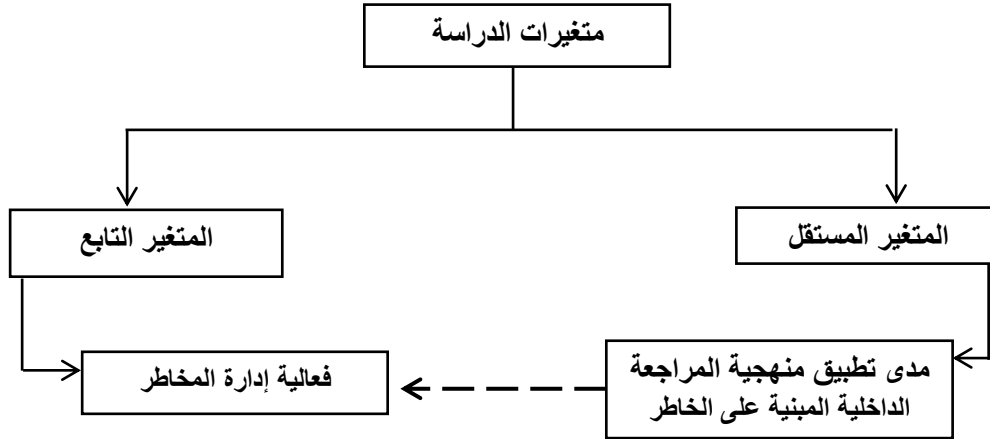 متغيرات الدراسة
المتغير المستقل
المتغير التابع
مدى تطبيق منهجية المراجعة
الداخلية المبنية على الخاطر
فعالية إدارة المخاطر